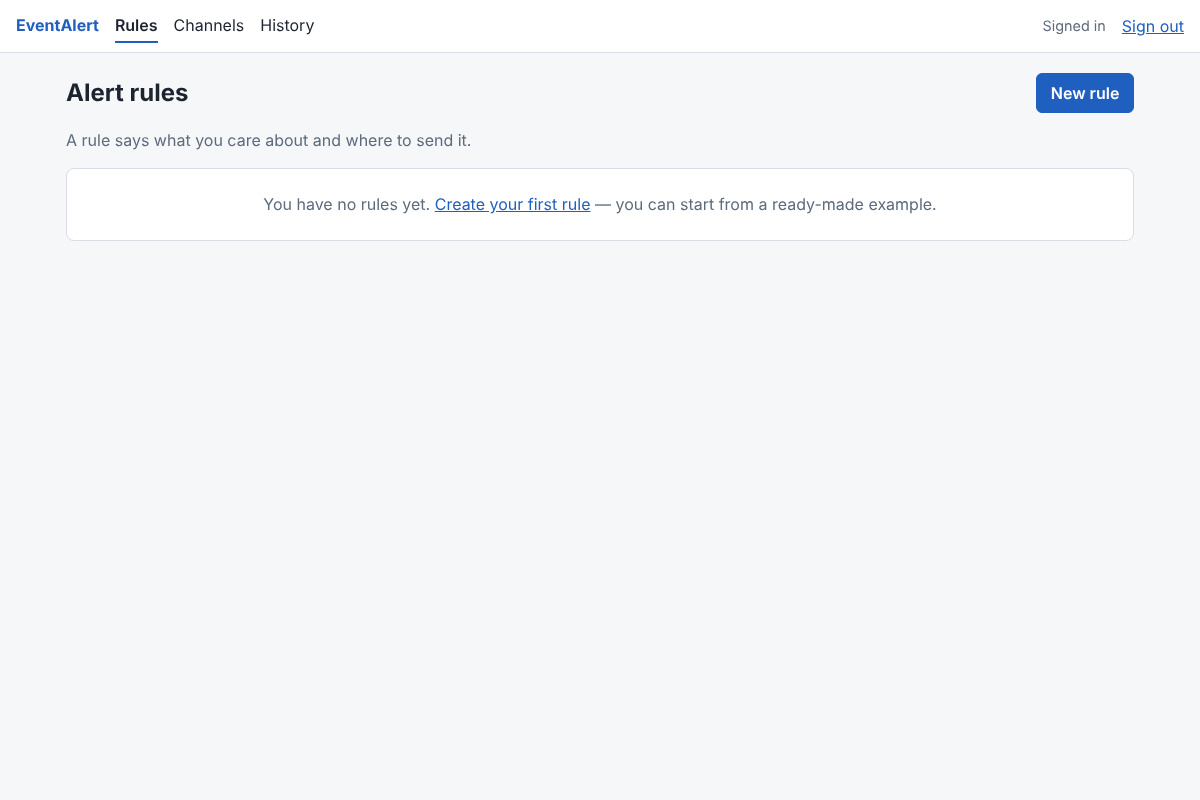 EventAlert Rules Channels History Signed in Sign out
Alert rules New rule
A rule says what you care about and where to send it.
You have no rules yet. Create your first rule — you can start from a ready-made example.